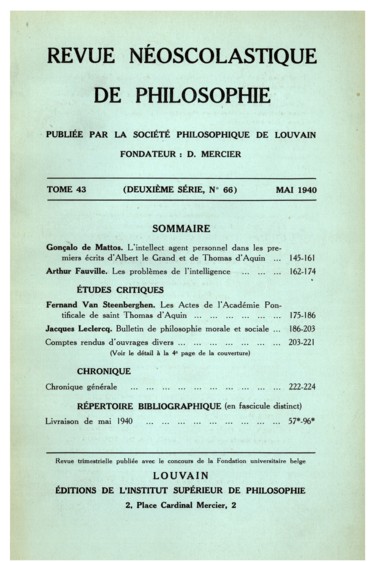 REVUE NÉOSCOLASTIQUE
DE PHILOSOPHIE
PUBLIÉE PAR LA SOCIÉTÉ PHILOSOPHIQUE DE LOUVAIN
FONDATEUR : D. MERCIER
TOME 43 (DEUXIÈME SÉRIE, N° 66) MAI 1940
SOMMAIRE
Gonçalo de Mattos. L'intellect agent personnel dans les pre-
miers écrits d'Albert le Grand et de Thomas d'Aquin ... 145-161
Arthur Fauville. Les problèmes de l'intelligence ... ... ... 162-174
ÉTUDES CRITIQUES
Fernand Van Steenberghen. Les Actes de l'Académie Pon-
tificale de saint Thomas d'Aquin ... ... ... ... ... ... ... 175-186
Jacques Leclercq. Bulletin de philosophie morale et sociale ... 186-203
Comptes rendus d'ouvrages divers ... ... ... ... ... ... ... ... 203-221
(Voir le détail à la 4e page de la couverture)
CHRONIQUE
Chronique générale ... ... ... ... ... ... ... ... ... ... ... 222-224
RÉPERTOIRE BIBLIOGRAPHIQUE (en fascicule distinct)
Livraison de mai 1940 ... ... ... ... ... ... ... ... ... ... 57*-96*
Revue trimestrielle publiée avec le concours de la Fondation universitaire belge
LOUVAIN
ÉDITIONS DE L'INSTITUT SUPÉRIEUR DE PHILOSOPHIE
2, Place Cardinal Mercier, 2